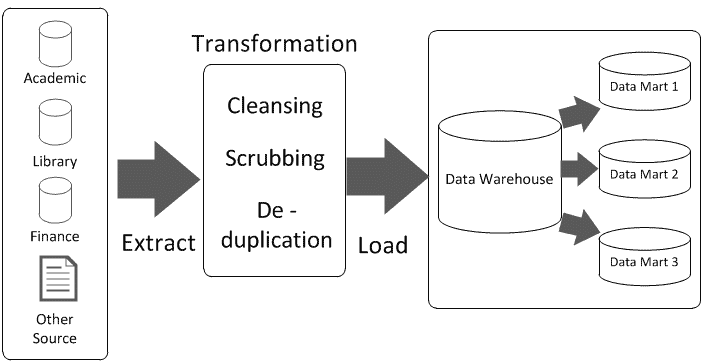 Academic
Library
Finance
Other
Source
Extract
Transformation
Cleansing
Scrubbing
De -
duplication
Load
Data Warehouse
Data Mart 1
Data Mart 2
Data Mart 3